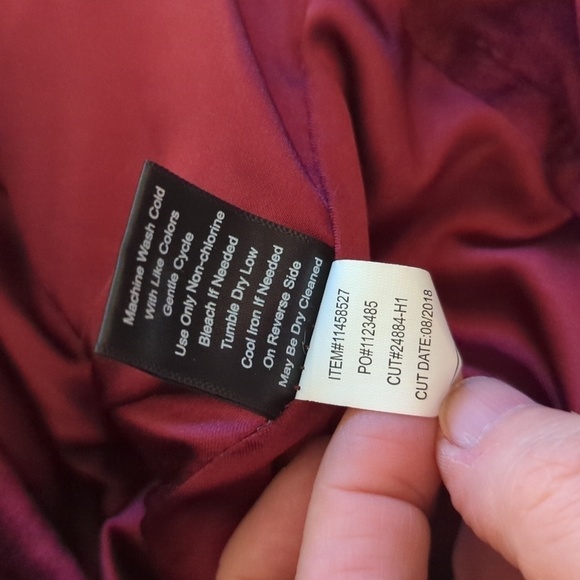 Machine Wash Cold
With Like Colors
Gentle Cycle
Use Only Non-chlorine
Bleach If Needed
Tumble Dry Low
Cool Iron If Needed
On Reverse Side
May Be Dry Cleaned
ITEM#11458527
PO#1123485
CUT#24884-H1
CUT DATE:08/2018